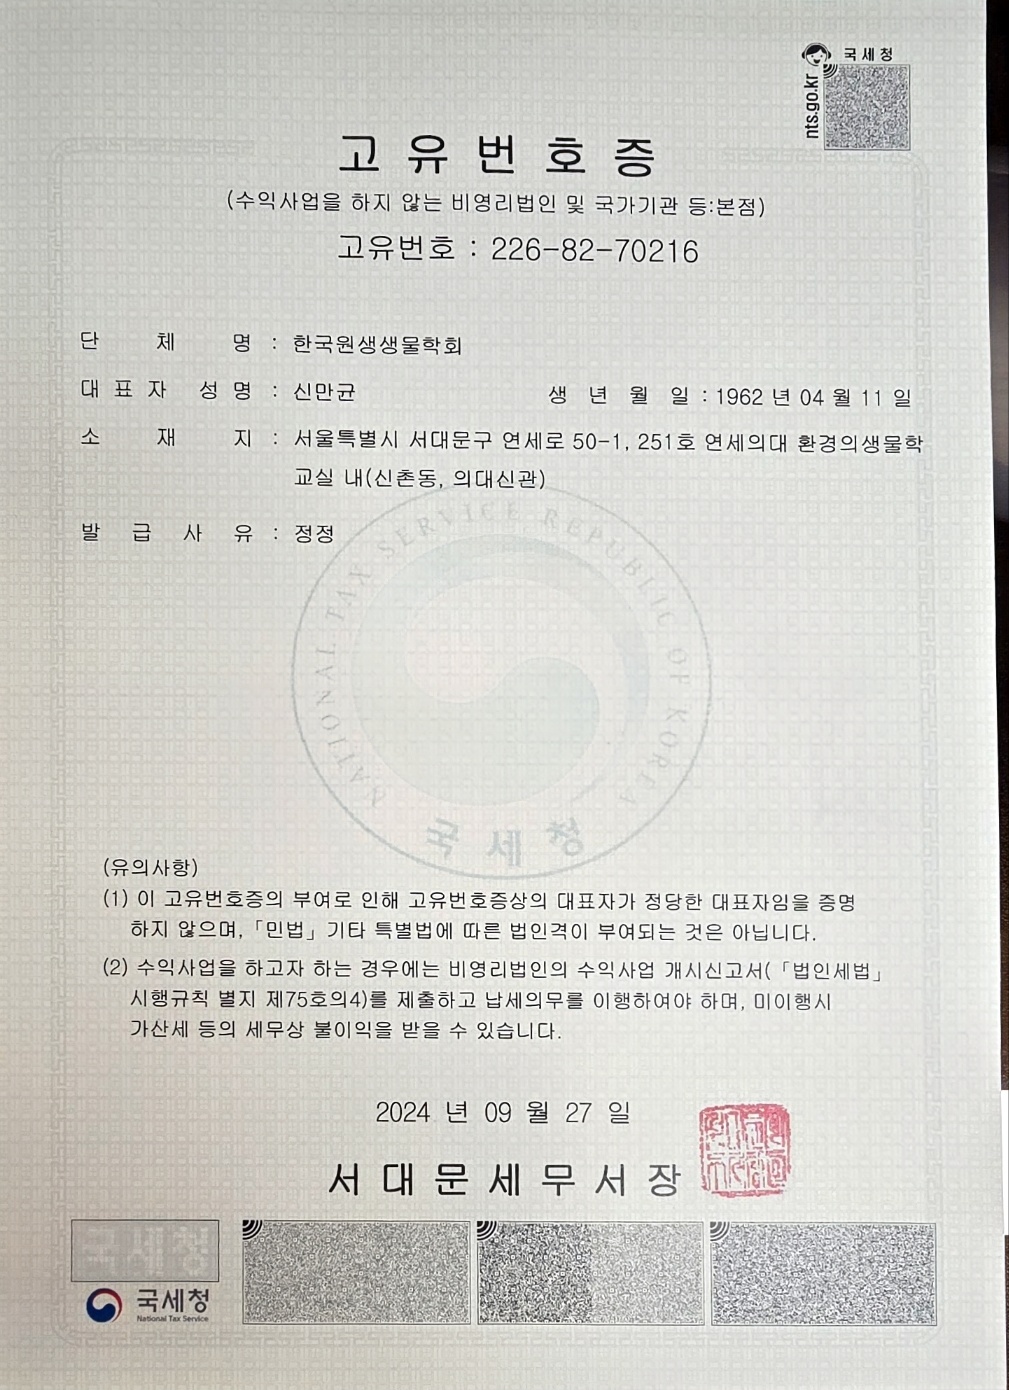 국세청
nts.go.kr
고유번호증
(수익사업을 하지 않는 비영리법인 및 국가기관 등:본점)
고유번호 : 226-82-70216
단 체 명 : 한국원생생물학회
대표자 성명 : 신만균 생 년 월 일 : 1962 년 04 월 11 일
소 재 지 : 서울특별시 서대문구 연세로 50-1, 251호 연세의대 환경의생물학
교실 내(신촌동, 의대신관)
발 급 사 유 : 정정
NATIONAL TAX SERVICE REPUBLIC OF KOREA
국세청
(유의사항)
(1) 이 고유번호증의 부여로 인해 고유번호증상의 대표자가 정당한 대표자임을 증명
하지 않으며, 「민법」 기타 특별법에 따른 법인격이 부여되는 것은 아닙니다.
(2) 수익사업을 하고자 하는 경우에는 비영리법인의 수익사업 개시신고서(「법인세법」
시행규칙 별지 제75호의4)를 제출하고 납세의무를 이행하여야 하며, 미이행시
가산세 등의 세무상 불이익을 받을 수 있습니다.
2024 년 09 월 27 일
서대문세무서장
국세청
국세청
National Tax Service